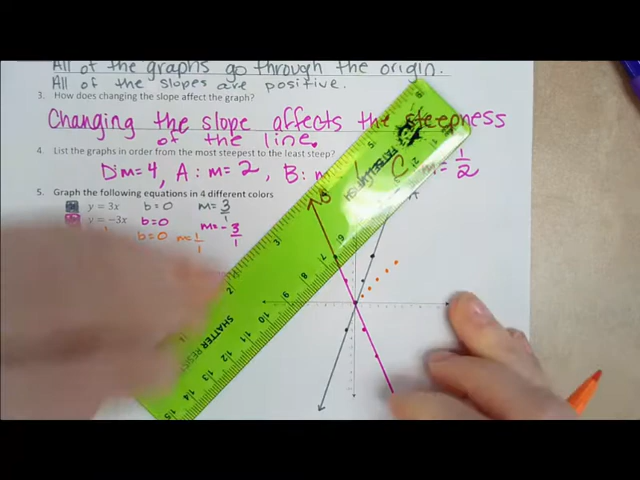 All of the graphs go through the origin.
All of the slopes are positive.
3. How does changing the slope affect the graph?
Changing the slope affects the steepness
of the line.
4. List the graphs in order from the most steepest to the least steep?
D: m=4, A: m=2, B: m C m=1/2
5. Graph the following equations in 4 different colors
y = 3x b=0 m=3/1
y = −3x b=0 m=-3/1
b=0 m=1/1
SHATTER